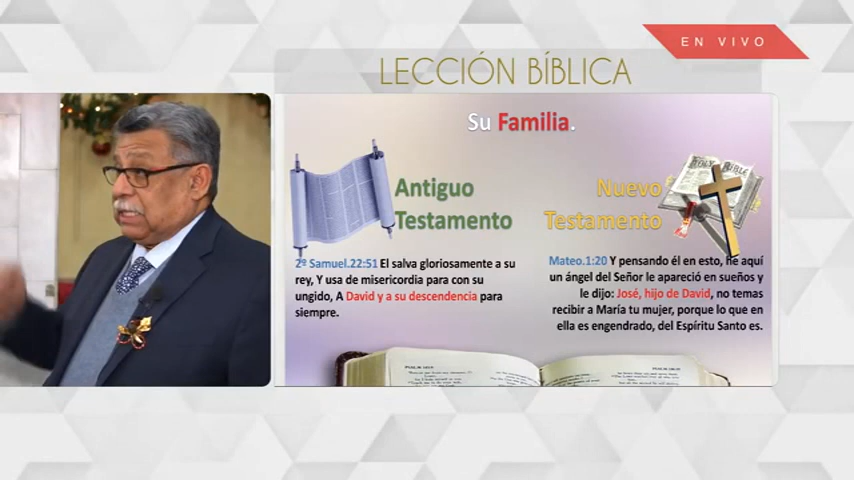 EN VIVO
LECCIÓN BÍBLICA
Su Familia.
Antiguo
Testamento
2º Samuel.22:51 El salva gloriosamente a su
rey, Y usa de misericordia para con su
ungido, A David y a su descendencia para
siempre.
Nuevo
Testamento
HOLY BIBLE
Mateo.1:20 Y pensando él en esto, he aquí
un ángel del Señor le apareció en sueños y
le dijo: José, hijo de David, no temas
recibir a María tu mujer, porque lo que en
ella es engendrado, del Espíritu Santo es.